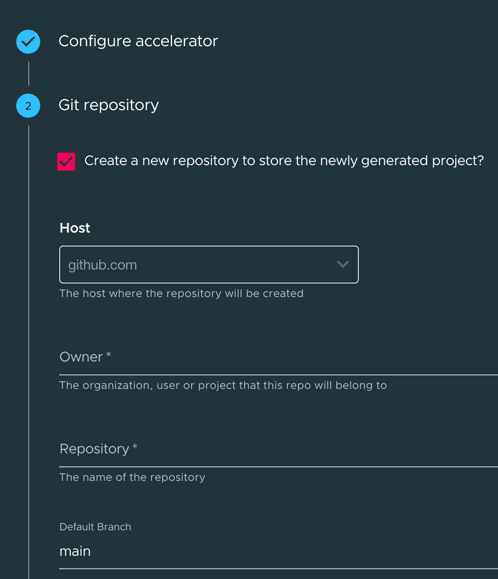 Configure accelerator
2
Git repository
Create a new repository to store the newly generated project?
Host
github.com
The host where the repository will be created
Owner *
The organization, user or project that this repo will belong to
Repository *
The name of the repository
Default Branch
main